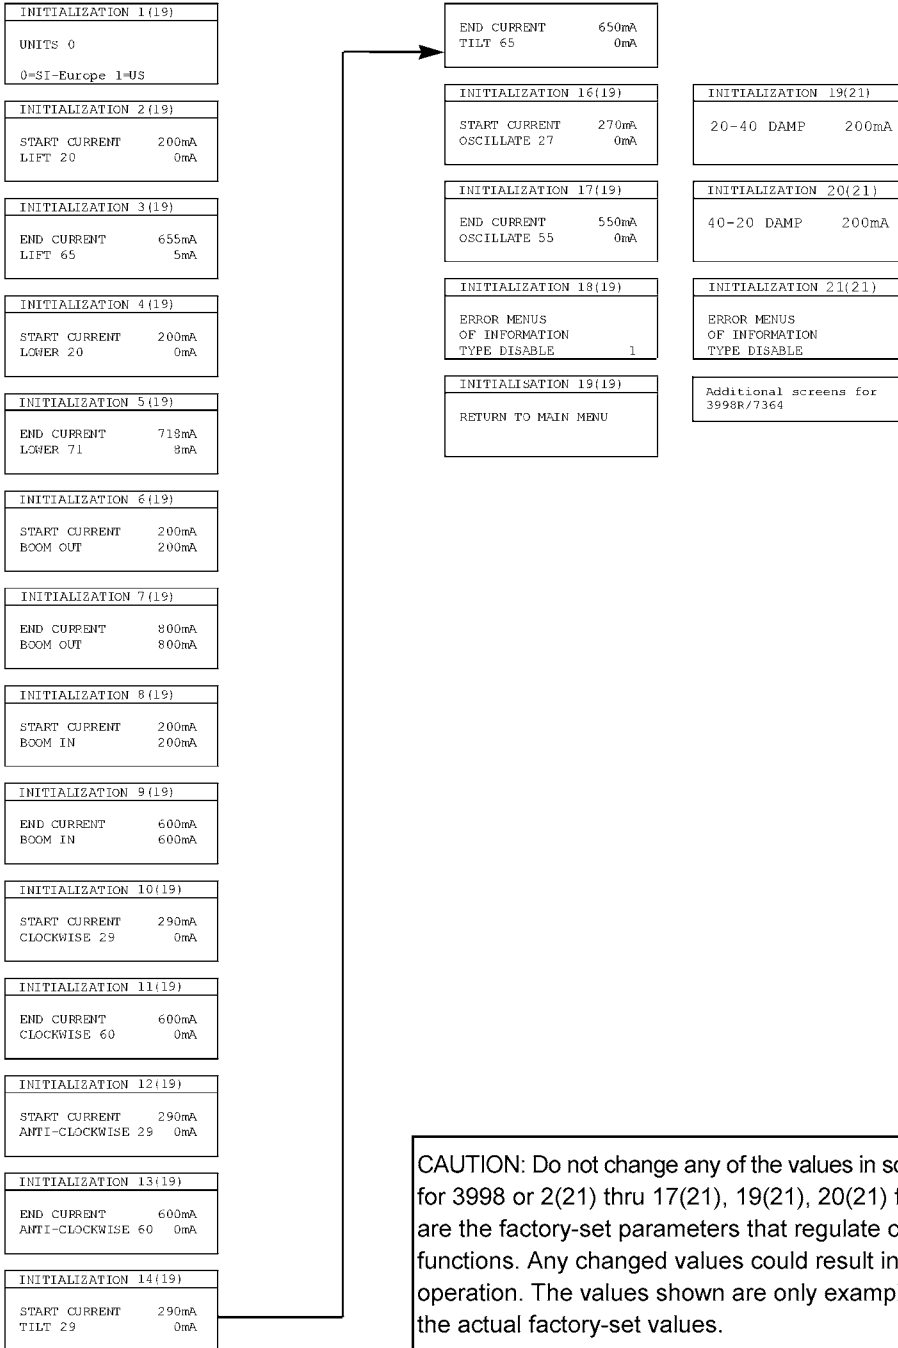 INITIALIZATION 1(19)
UNITS 0
0=SI-Europe 1=US
INITIALIZATION 2(19)
START CURRENT 200mA
LIFT 20 0mA
INITIALIZATION 3(19)
END CURRENT 655mA
LIFT 65 5mA
INITIALIZATION 4(19)
START CURRENT 200mA
LOWER 20 0mA
INITIALIZATION 5(19)
END CURRENT 718mA
LOWER 71 8mA
INITIALIZATION 6(19)
START CURRENT 200mA
BOOM OUT 200mA
INITIALIZATION 7(19)
END CURRENT 800mA
BOOM OUT 800mA
INITIALIZATION 8(19)
START CURRENT 200mA
BOOM IN 200mA
INITIALIZATION 9(19)
END CURRENT 600mA
BOOM IN 600mA
INITIALIZATION 10(19)
START CURRENT 290mA
CLOCKWISE 29 0mA
INITIALIZATION 11(19)
END CURRENT 600mA
CLOCKWISE 60 0mA
INITIALIZATION 12(19)
START CURRENT 290mA
ANTI-CLOCKWISE 29 0mA
INITIALIZATION 13(19)
END CURRENT 600mA
ANTI-CLOCKWISE 60 0mA
INITIALIZATION 14(19)
START CURRENT 290mA
TILT 29 0mA
END CURRENT 650mA
TILT 65 0mA
INITIALIZATION 16(19)
START CURRENT 270mA
OSCILLATE 27 0mA
INITIALIZATION 17(19)
END CURRENT 550mA
OSCILLATE 55 0mA
INITIALIZATION 18(19)
ERROR MENUS
OF INFORMATION
TYPE DISABLE 1
INITIALISATION 19(19)
RETURN TO MAIN MENU
INITIALIZATION 19(21)
20-40 DAMP 200mA
INITIALIZATION 20(21)
40-20 DAMP 200mA
INITIALIZATION 21(21)
ERROR MENUS
OF INFORMATION
TYPE DISABLE
Additional screens for
3998R/7364
CAUTION: Do not change any of the values in
for 3998 or 2(21) thru 17(21), 19(21), 20(21)
are the factory-set parameters that regulate
functions. Any changed values could result in
operation. The values shown are only
the actual factory-set values.